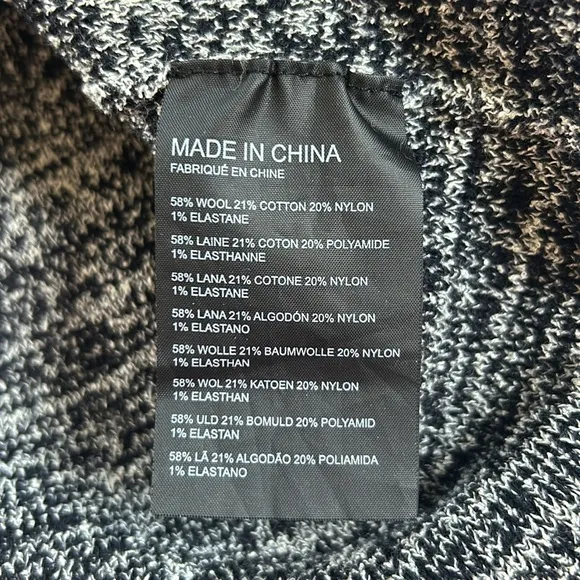 MADE IN CHINA
FABRIQUÉ EN CHINE
58% WOOL 21% COTTON 20% NYLON
1% ELASTANE
58% LAINE 21% COTON 20% POLYAMIDE
1% ELASTHANNE
58% LANA 21% COTONE 20% NYLON
1% ELASTANE
58% LANA 21% ALGODÓN 20% NYLON
1% ELASTANO
58% WOLLE 21% BAUMWOLLE 20% NYLON
1% ELASTHAN
58% WOL 21% KATOEN 20% NYLON
1% ELASTHAN
58% ULD 21% BOMULD 20% POLYAMID
1% ELASTAN
58% LÃ 21% ALGODÃO 20% POLIAMIDA
1% ELASTANO